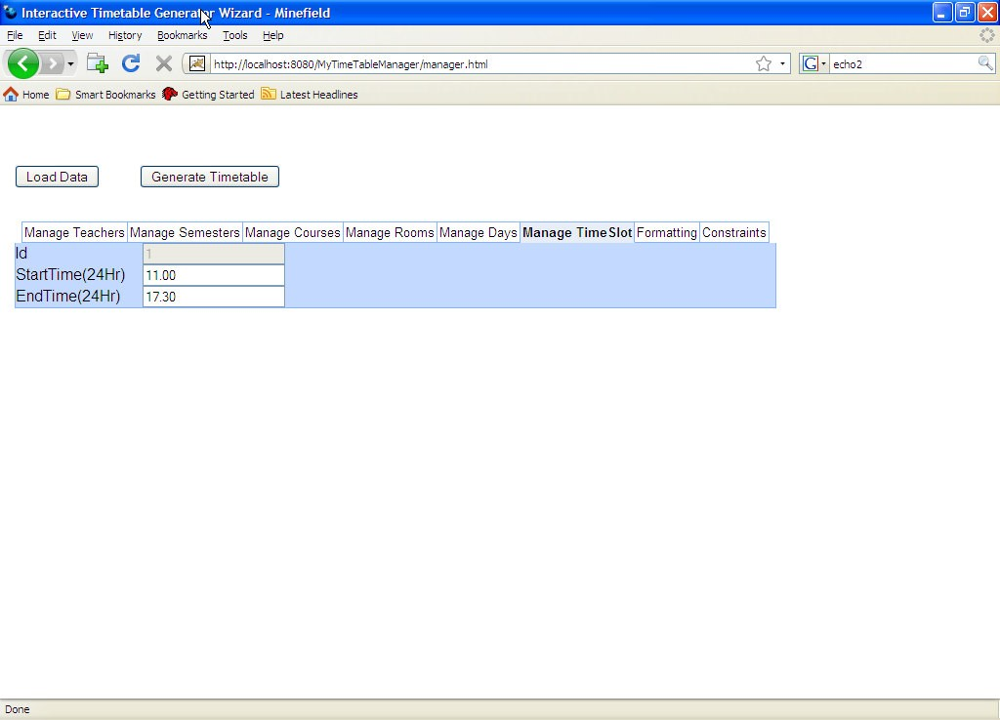 Interactive Timetable Generator Wizard - Minefield
File Edit View History Bookmarks Tools Help
http://localhost:8080/MyTimeTableManager/manager.html G echo2
Home Smart Bookmarks Getting Started Latest Headlines
Load Data Generate Timetable
Manage Teachers Manage Semesters Manage Courses Manage Rooms Manage Days Manage TimeSlot Formatting Constraints
Id 1
StartTime(24Hr) 11.00
EndTime(24Hr) 17.30
Done